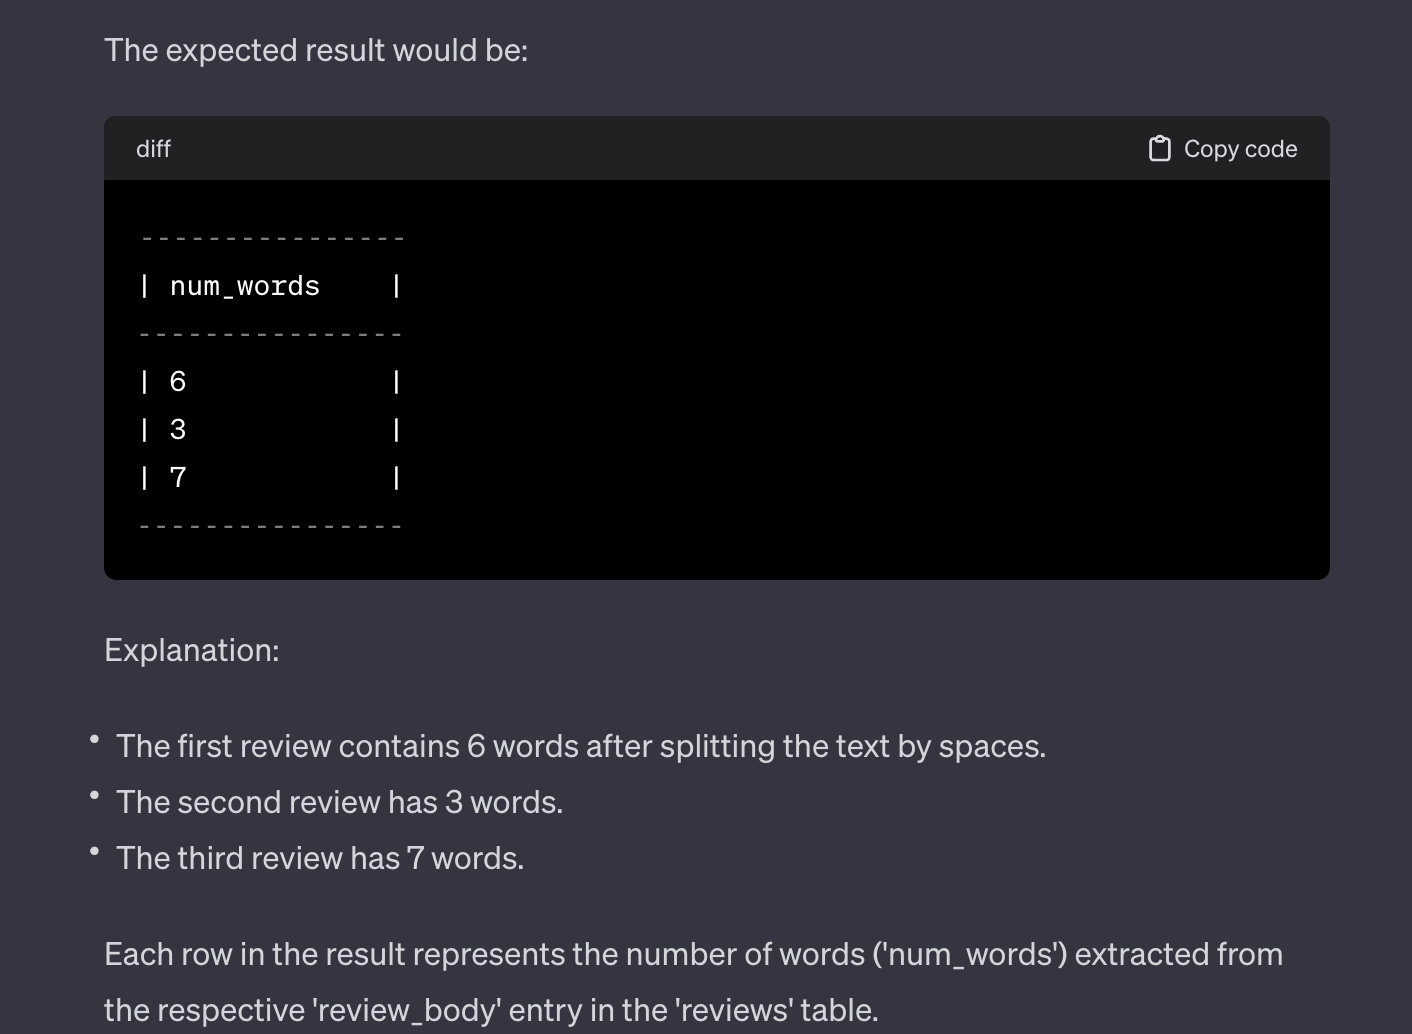 The expected result would be:
diff
Copy code
----------------
| num_words    |
----------------
| 6            |
| 3            |
| 7            |
----------------
Explanation:
• The first review contains 6 words after splitting the text by spaces.
• The second review has 3 words.
• The third review has 7 words.
Each row in the result represents the number of words ('num_words') extracted from
the respective 'review_body' entry in the 'reviews' table.